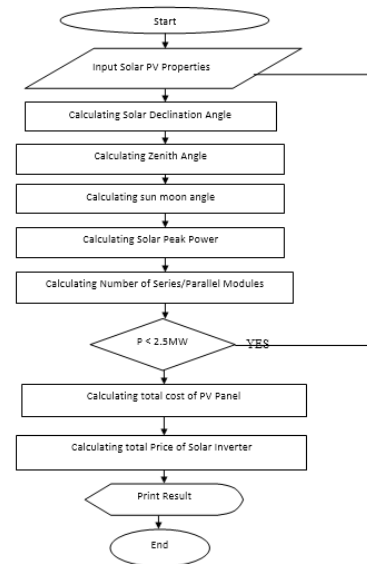 Start
Input Solar PV Properties
Calculating Solar Declination Angle
Calculating Zenith Angle
Calculating sun moon angle
Calculating Solar Peak Power
Calculating Number of Series/Parallel Modules
P < 2.5MW
YES
Calculating total cost of PV Panel
Calculating total Price of Solar Inverter
Print Result
End